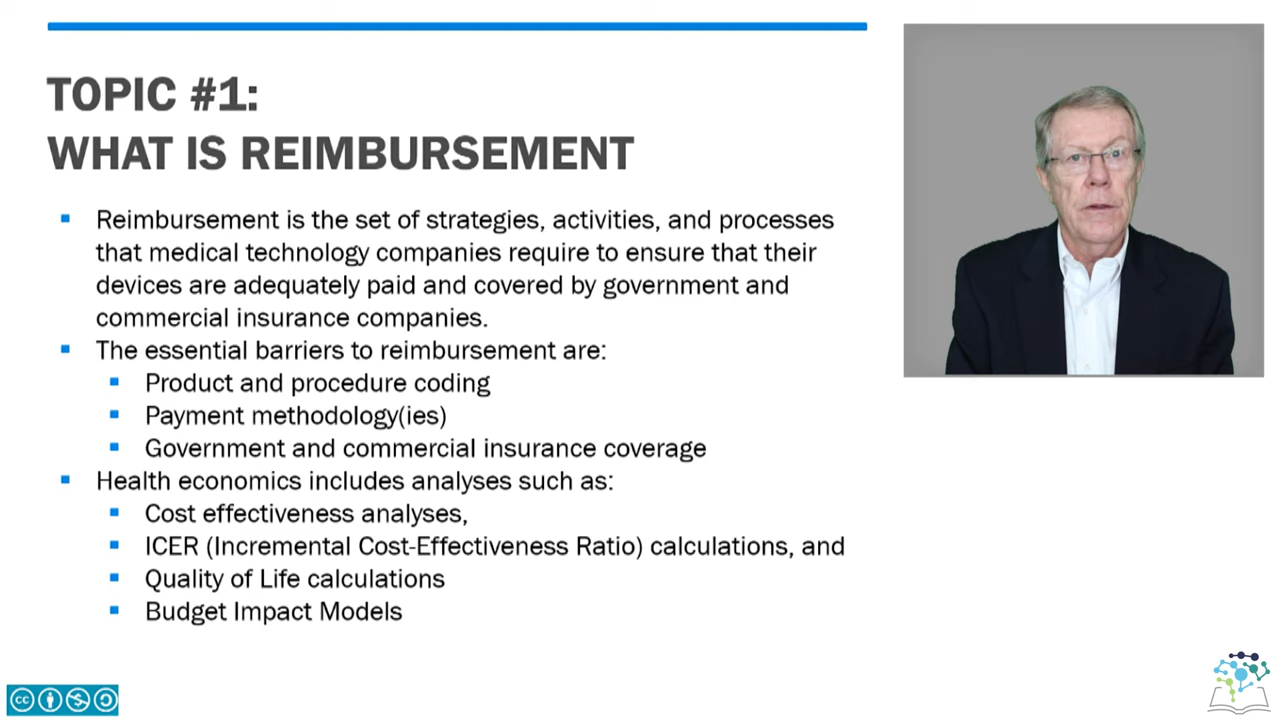 TOPIC #1:
WHAT IS REIMBURSEMENT
Reimbursement is the set of strategies, activities, and processes
that medical technology companies require to ensure that their
devices are adequately paid and covered by government and
commercial insurance companies.
The essential barriers to reimbursement are:
Product and procedure coding
Payment methodology(ies)
Government and commercial insurance coverage
Health economics includes analyses such as:
Cost effectiveness analyses,
ICER (Incremental Cost-Effectiveness Ratio) calculations, and
Quality of Life calculations
Budget Impact Models
cc